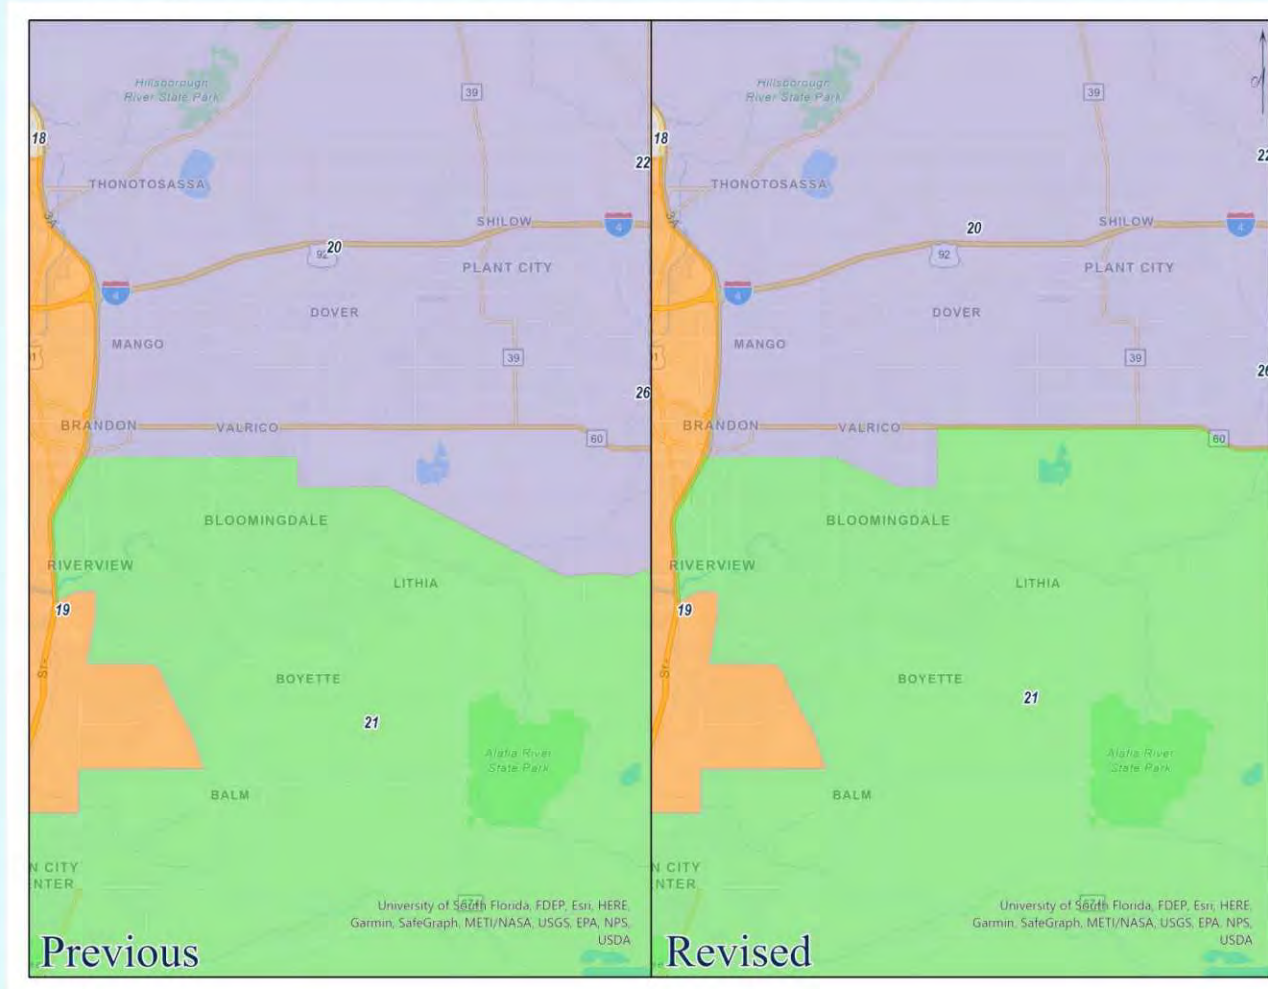 Hillsborough
River State Park
39
18
22
THONOTOSASSA
3A
SHILOW
4
20
92
PLANT CITY
4
DOVER
MANGO
39
26
BRANDON
VALRICO
60
BLOOMINGDALE
RIVERVIEW
LITHIA
19
BOYETTE
21
Alafia River
State Park
BALM
N CITY
NTER
University of South Florida, FDEP, Esri, HERE,
Garmin, SafeGraph, METI/NASA, USGS, EPA, NPS,
USDA
Previous
Hillsborough
River State Park
39
18
22
THONOTOSASSA
3A
SHILOW
4
20
92
PLANT CITY
4
DOVER
MANGO
39
26
BRANDON
VALRICO
60
BLOOMINGDALE
RIVERVIEW
LITHIA
19
BOYETTE
21
Alafia River
State Park
BALM
N CITY
NTER
University of South Florida, FDEP, Esri, HERE,
Garmin, SafeGraph, METI/NASA, USGS, EPA, NPS,
USDA
Revised